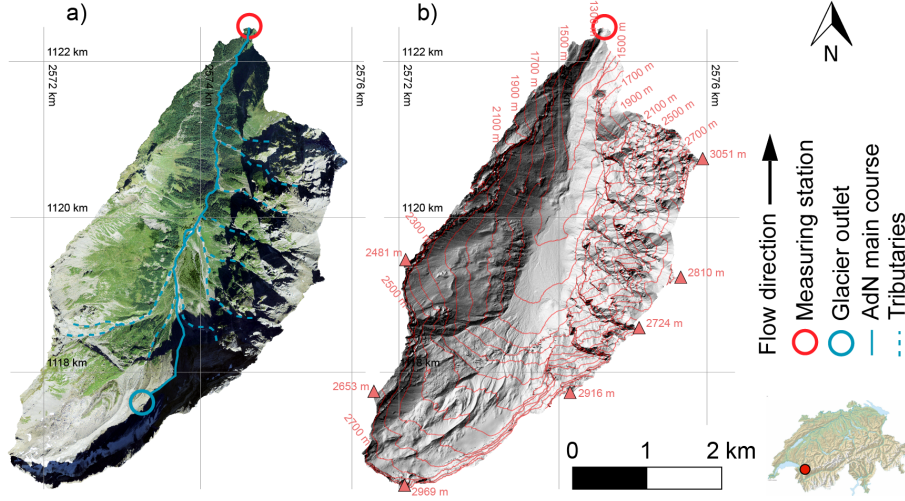 a)
b)
1122 km
1120 km
1118 km
2572 km
2574 km
2576 km
1122 km
1120 km
1118 km
2572 km
2576 km
1500 m
1700 m
1900 m
2100 m
1500 m
1700 m
1900 m
2100 m
2500 m
2700 m
3051 m
2300
2481 m
2500
2810 m
2724 m
2653 m
2916 m
2700 m
2969 m
0 1 2 km
N
Flow direction
Measuring station
Glacier outlet
AdN main course
Tributaries